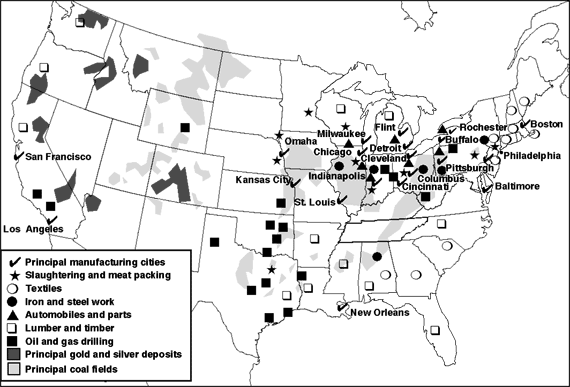 Omaha
Milwaukee
Flint
Rochester
Buffalo
Boston
Chicago
Detroit
Cleveland
Philadelphia
San Francisco
Kansas City
Indianapolis
Pittsburgh
Columbus
Cincinnati
Baltimore
St. Louis
Los Angeles
New Orleans
Principal manufacturing cities
Slaughtering and meat packing
Textiles
Iron and steel work
Automobiles and parts
Lumber and timber
Oil and gas drilling
Principal gold and silver deposits
Principal coal fields